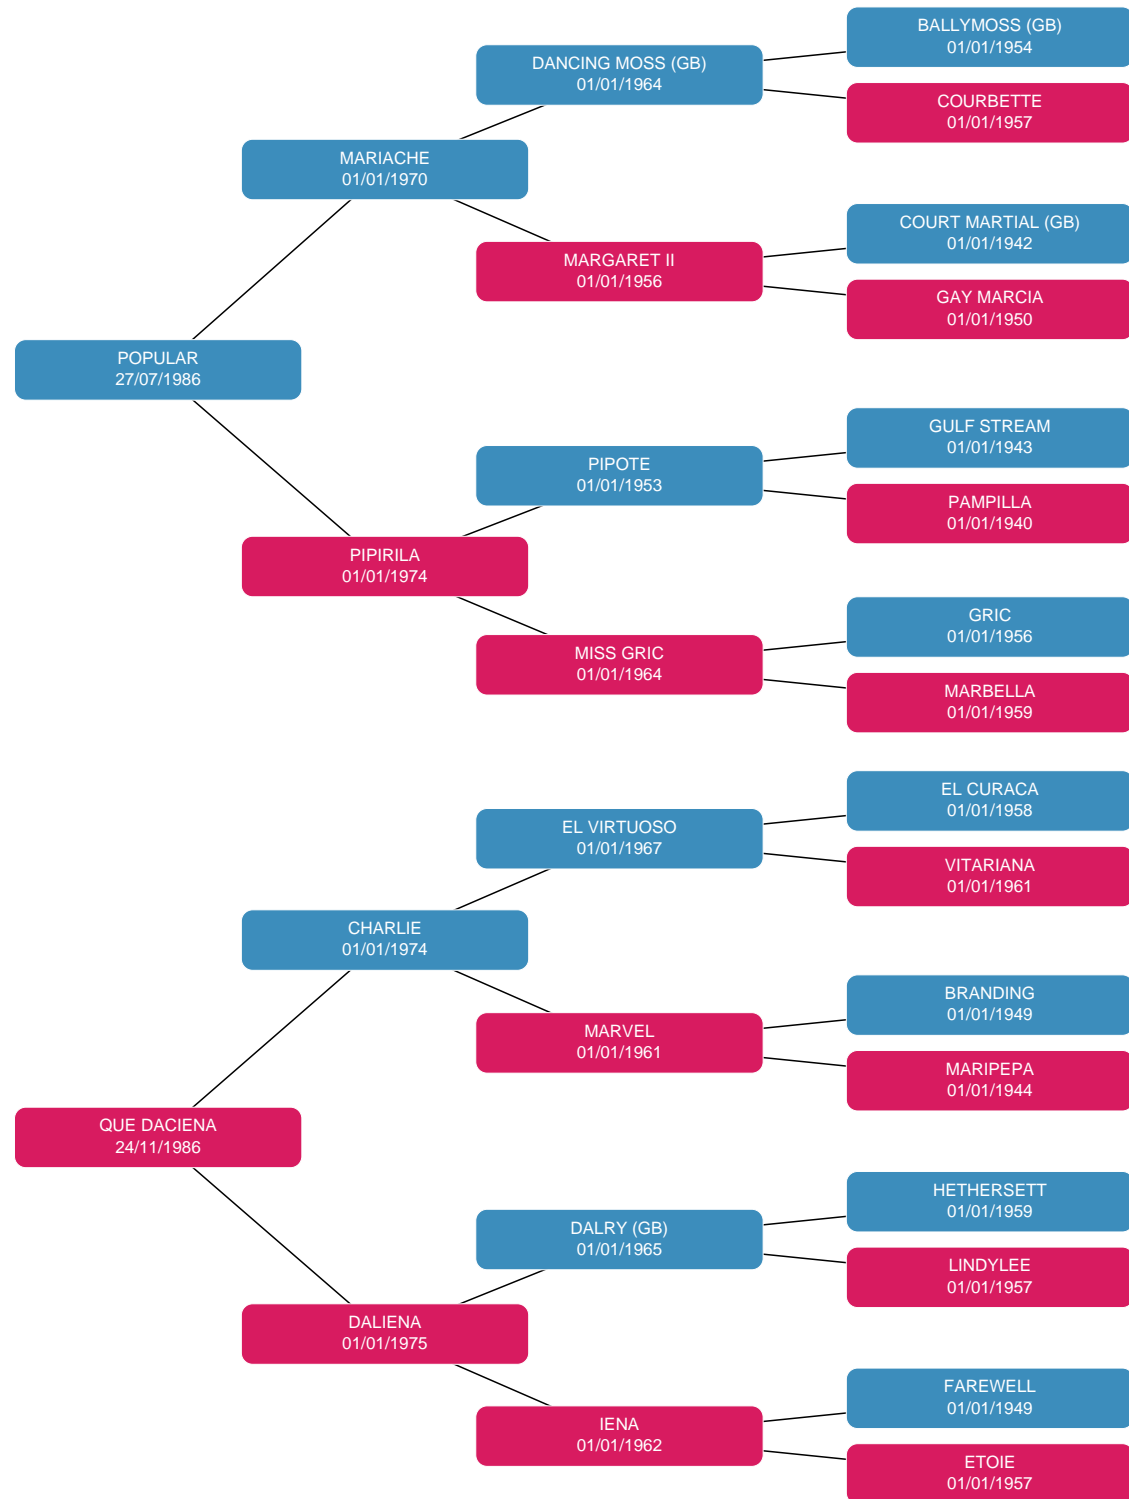 BALLYMOSS (GB)
01/01/1954
DANCING MOSS (GB)
01/01/1964
COURBETTE
01/01/1957
MARIACHE
01/01/1970
COURT MARTIAL (GB)
01/01/1942
MARGARET II
01/01/1956
GAY MARCIA
01/01/1950
POPULAR
27/07/1986
GULF STREAM
01/01/1943
PIPOTE
01/01/1953
PAMPILLA
01/01/1940
PIPIRILA
01/01/1974
GRIC
01/01/1956
MISS GRIC
01/01/1964
MARBELLA
01/01/1959
EL CURACA
01/01/1958
EL VIRTUOSO
01/01/1967
VITARIANA
01/01/1961
CHARLIE
01/01/1974
BRANDING
01/01/1949
MARVEL
01/01/1961
MARIPEPA
01/01/1944
QUE DACIENA
24/11/1986
HETHERSETT
01/01/1959
DALRY (GB)
01/01/1965
LINDYLEE
01/01/1957
DALIENA
01/01/1975
FAREWELL
01/01/1949
IENA
01/01/1962
ETOIE
01/01/1957